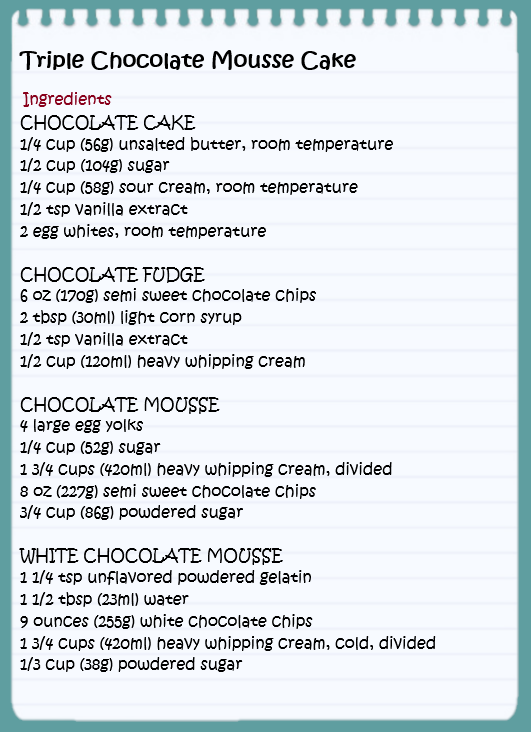 Triple Chocolate Mousse Cake
Ingredients
CHOCOLATE CAKE
1/4 cup (56g) unsalted butter, room temperature
1/2 cup (104g) sugar
1/4 cup (58g) sour cream, room temperature
1/2 tsp vanilla extract
2 egg whites, room temperature
CHOCOLATE FUDGE
6 oz (170g) semi sweet chocolate chips
2 tbsp (30ml) light corn syrup
1/2 tsp vanilla extract
1/2 cup (120ml) heavy whipping cream
CHOCOLATE MOUSSE
4 large egg yolks
1/4 cup (52g) sugar
1 3/4 cups (420ml) heavy whipping cream, divided
8 oz (227g) semi sweet chocolate chips
3/4 cup (86g) powdered sugar
WHITE CHOCOLATE MOUSSE
1 1/4 tsp unflavored powdered gelatin
1 1/2 tbsp (23ml) water
9 ounces (255g) white chocolate chips
1 3/4 cups (420ml) heavy whipping cream, cold, divided
1/3 cup (38g) powdered sugar